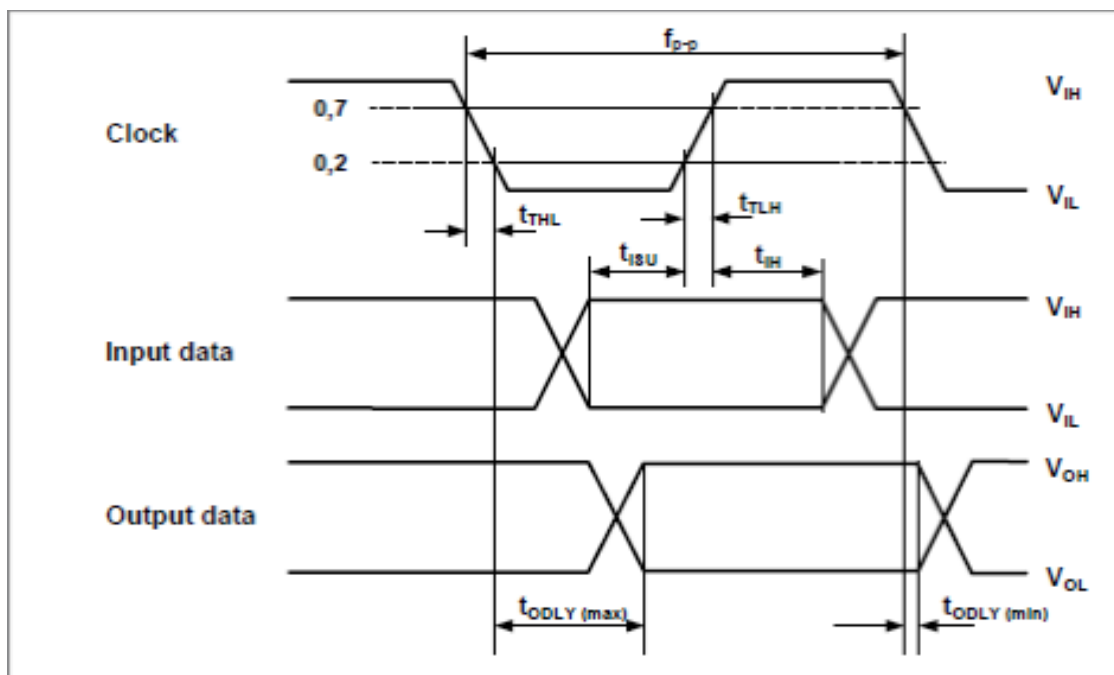 fp-p
VIH
0,7
Clock
0,2
VIL
tTHL
tTLH
tISU
tIH
VIH
Input data
VIL
VOH
Output data
VOL
tODLY (max)
tODLY (min)